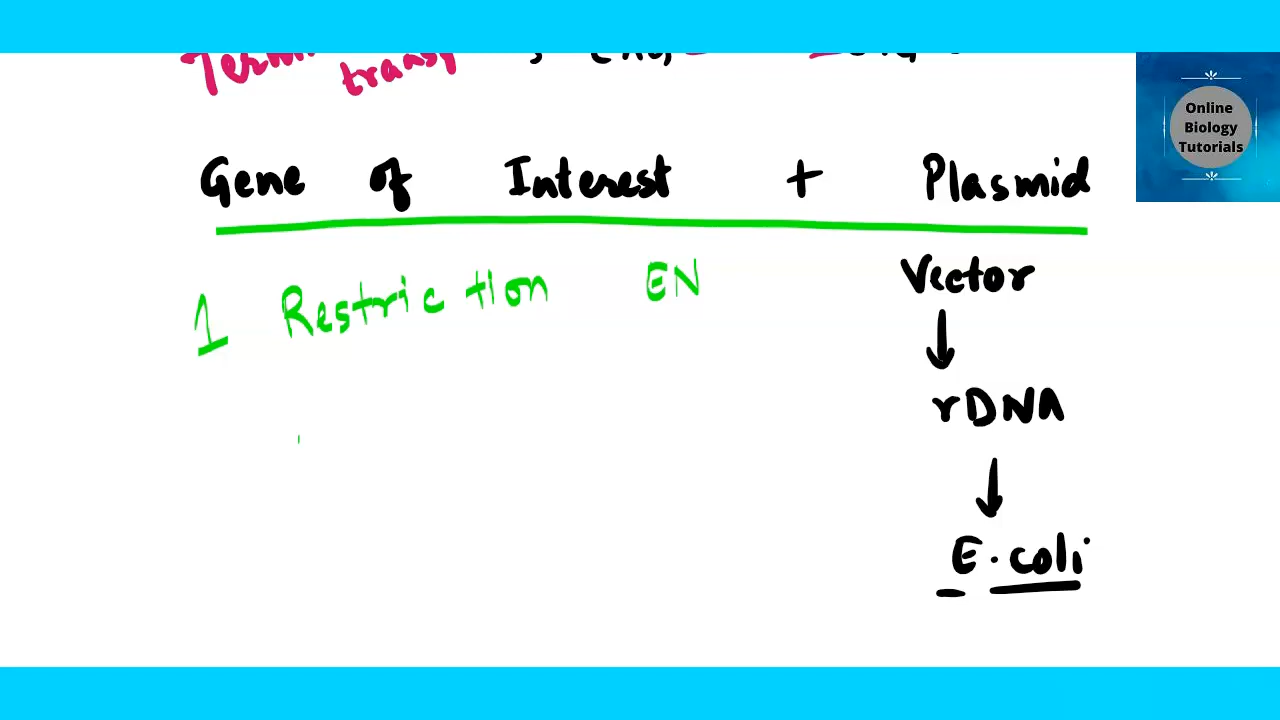 Online
Biology
Tutorials
Gene of Interest + Plasmid
1 Restriction EN
Vector
rDNA
E.coli